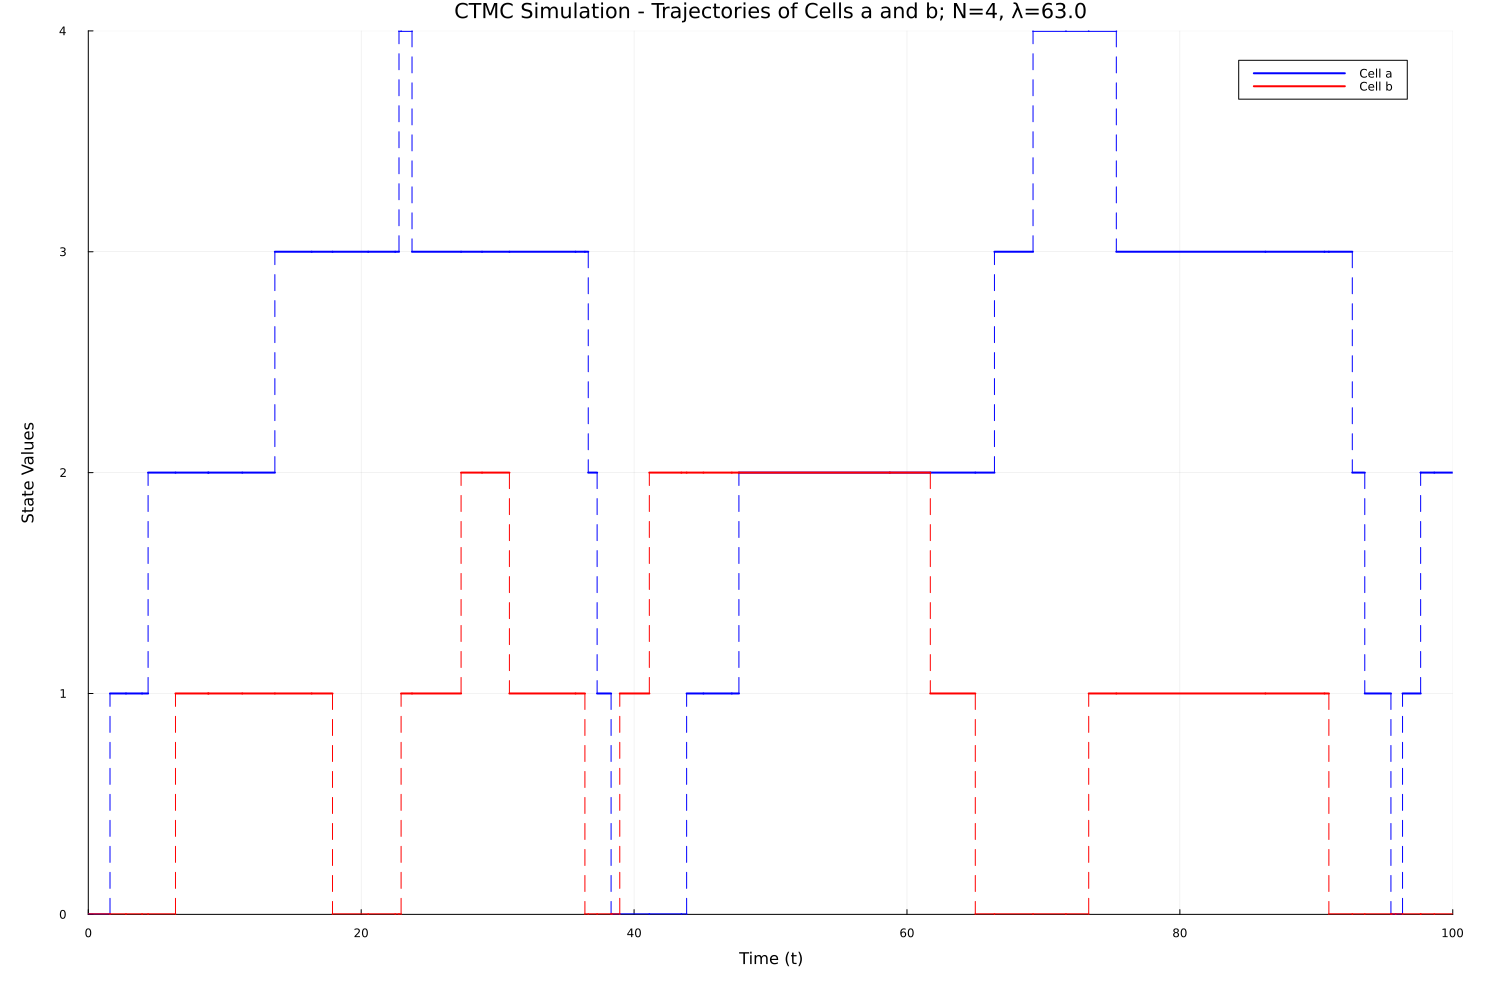 CTMC Simulation - Trajectories of Cells a and b; N=4, λ=63.0
4
Cell a
Cell b
3
State Values
2
1
0
0 20 40 60 80 100
Time (t)